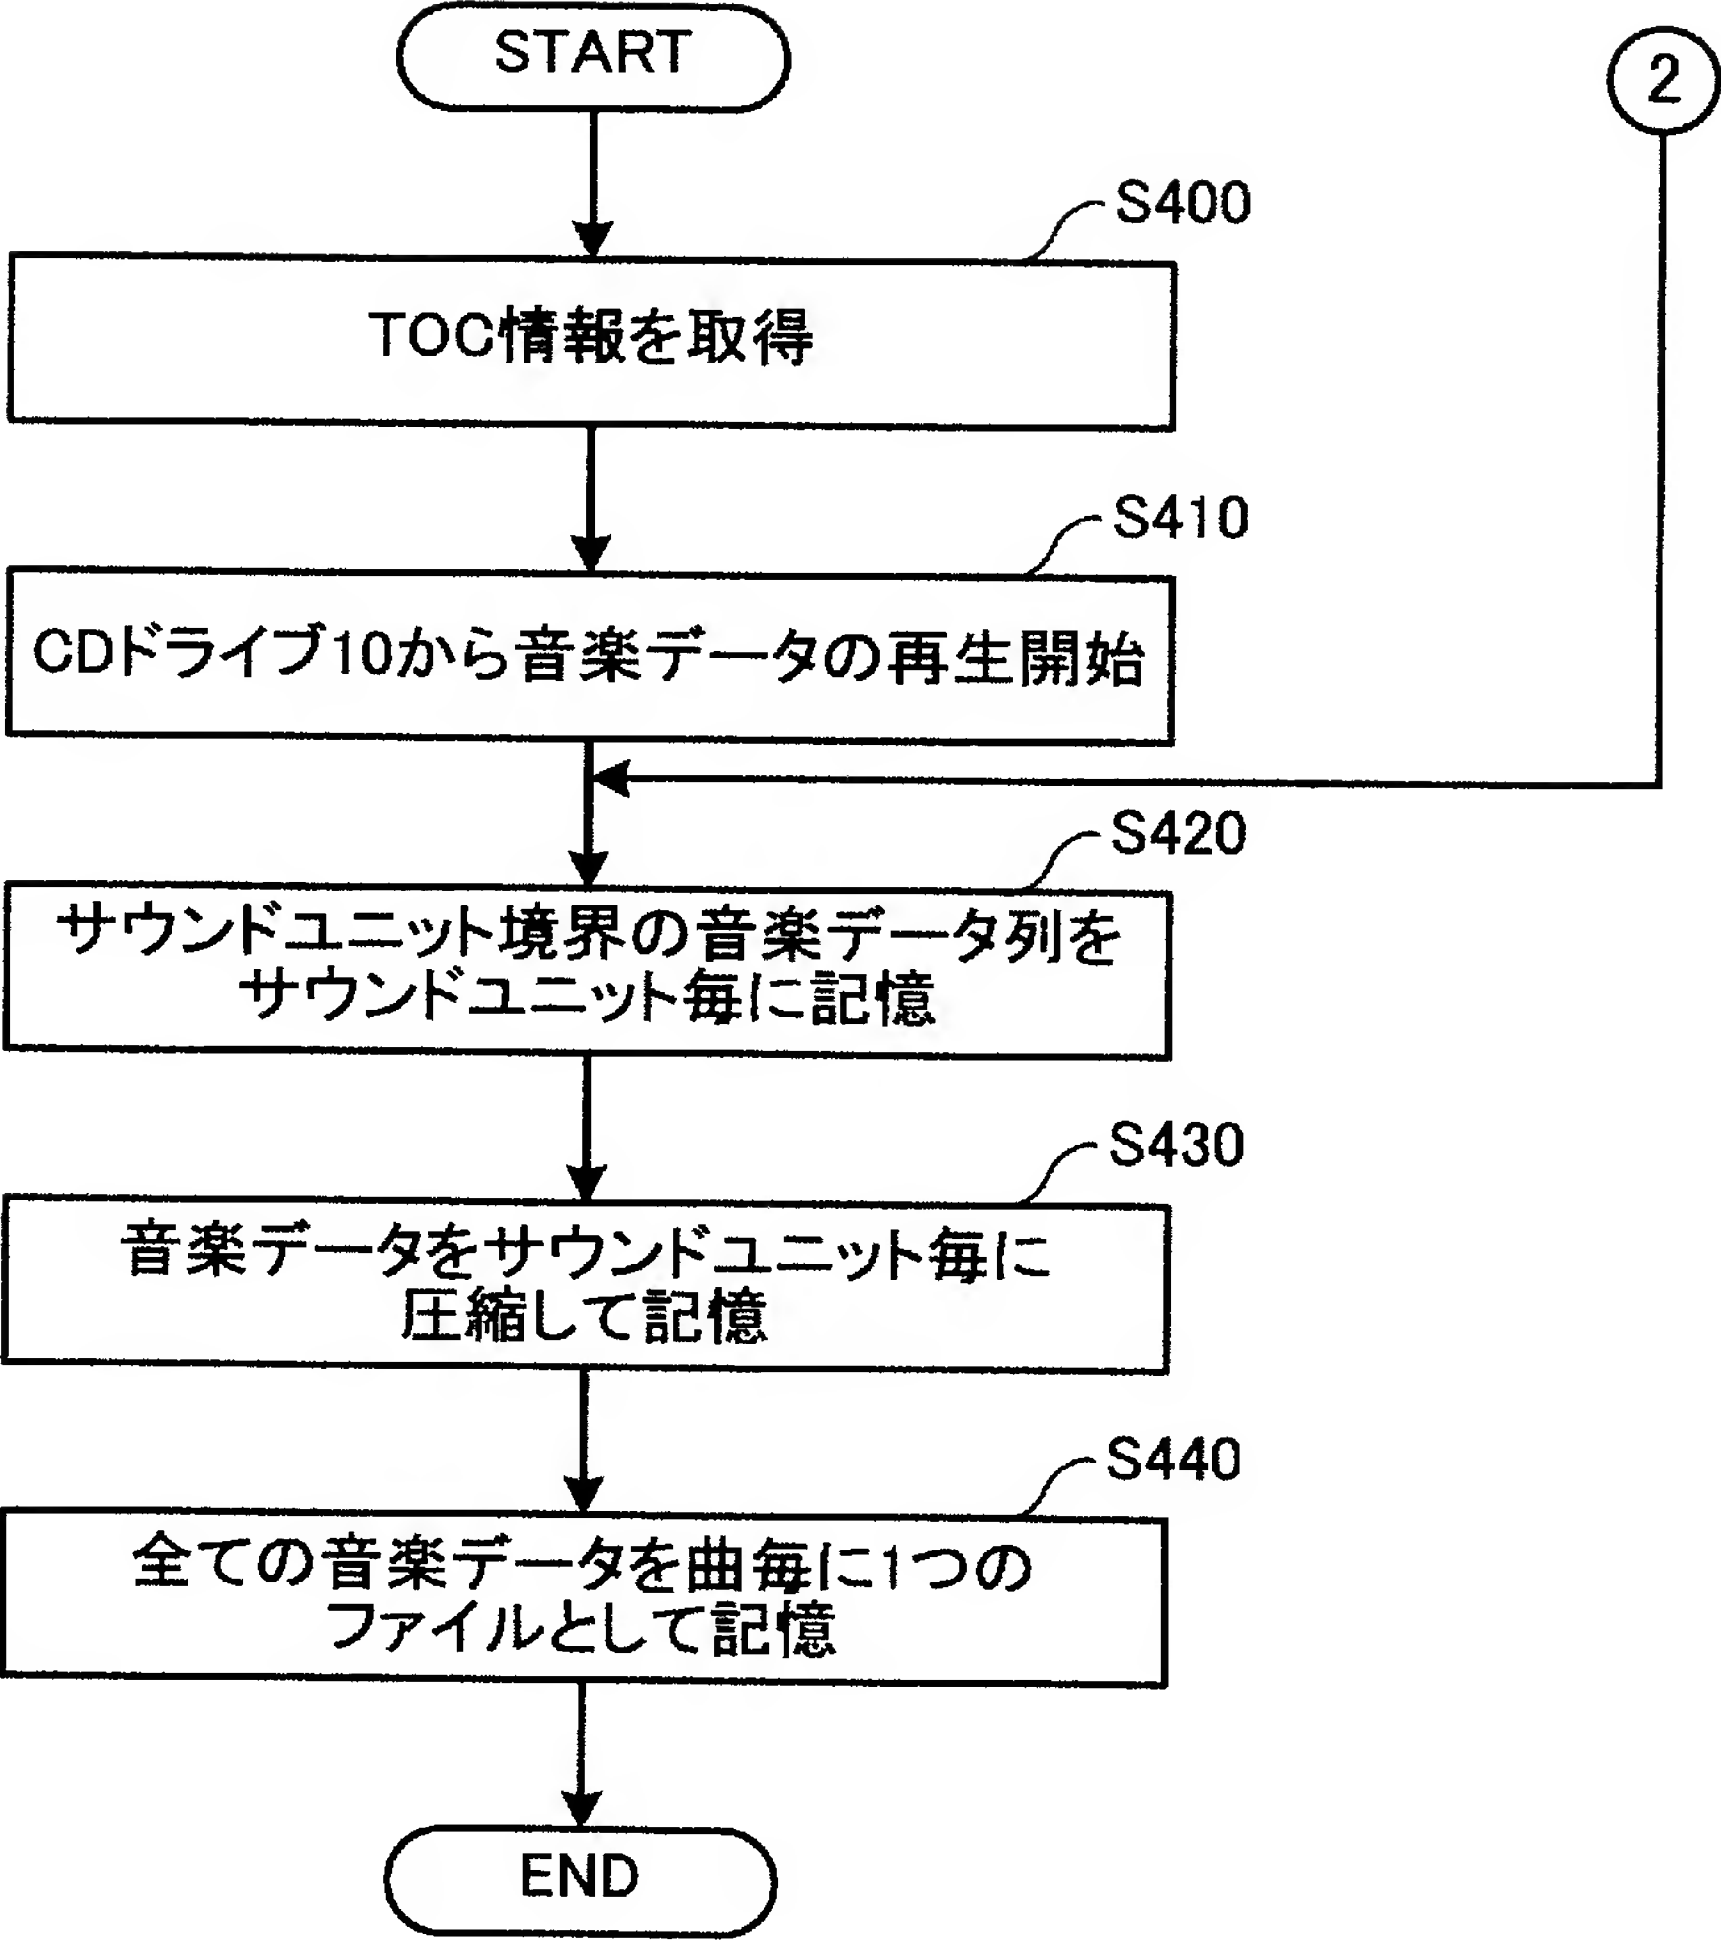 START
2
S400
TOC情報を取得
S410
CDドライブ10から音楽データの再生開始
S420
サウンドユニット境界の音楽データ列を
サウンドユニット毎に記憶
S430
音楽データをサウンドユニット毎に
圧縮して記憶
S440
全ての音楽データを曲毎に1つの
ファイルとして記憶
END